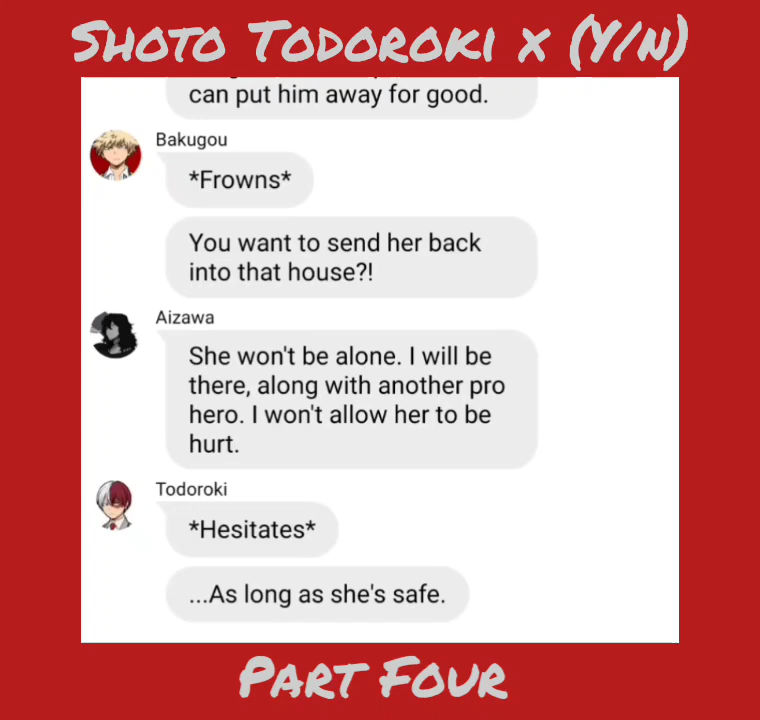 Shoto Todoroki x (Y/N)
can put him away for good.
Bakugou
*Frowns*
You want to send her back
into that house?!
Aizawa
She won't be alone. I will be
there, along with another pro
hero. I won't allow her to be
hurt.
Todoroki
*Hesitates*
...As long as she's safe.
Part Four